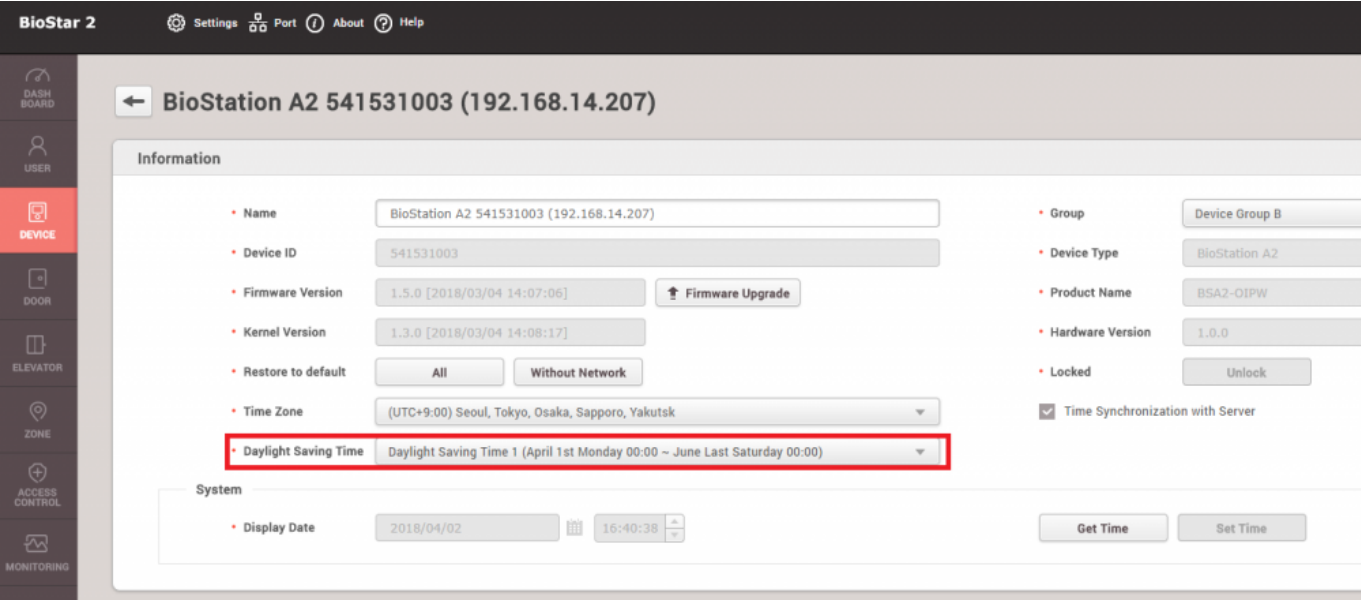 BioStar 2 Settings Port About Help
DASH
BOARD
USER
DEVICE
DOOR
ELEVATOR
ZONE
ACCESS
CONTROL
MONITORING
BioStation A2 541531003 (192.168.14.207)
Information
• Name BioStation A2 541531003 (192.168.14.207) • Group Device Group B
• Device ID 541531003 • Device Type BioStation A2
• Firmware Version 1.5.0 [2018/03/04 14:07:06] Firmware Upgrade • Product Name BSA2-OIPW
• Kernel Version 1.3.0 [2018/03/04 14:08:17] • Hardware Version 1.0.0
• Restore to default All Without Network • Locked Unlock
• Time Zone (UTC+9:00) Seoul, Tokyo, Osaka, Sapporo, Yakutsk Time Synchronization with Server
• Daylight Saving Time Daylight Saving Time 1 (April 1st Monday 00:00 ~ June Last Saturday 00:00)
System
• Display Date 2018/04/02 16:40:38 Get Time Set Time